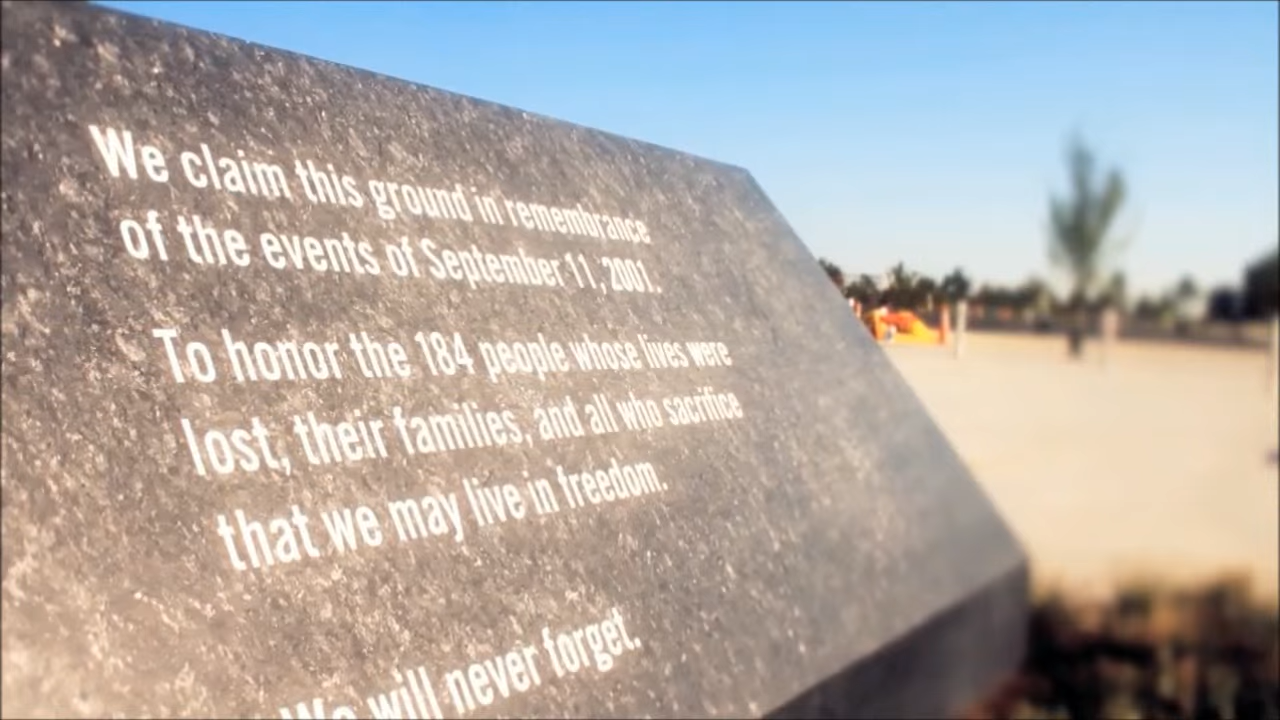 We claim this ground in remembrance
of the events of September 11, 2001.
To honor the 184 people whose lives were
lost, their families, and all who sacrifice
that we may live in freedom.
We will never forget.